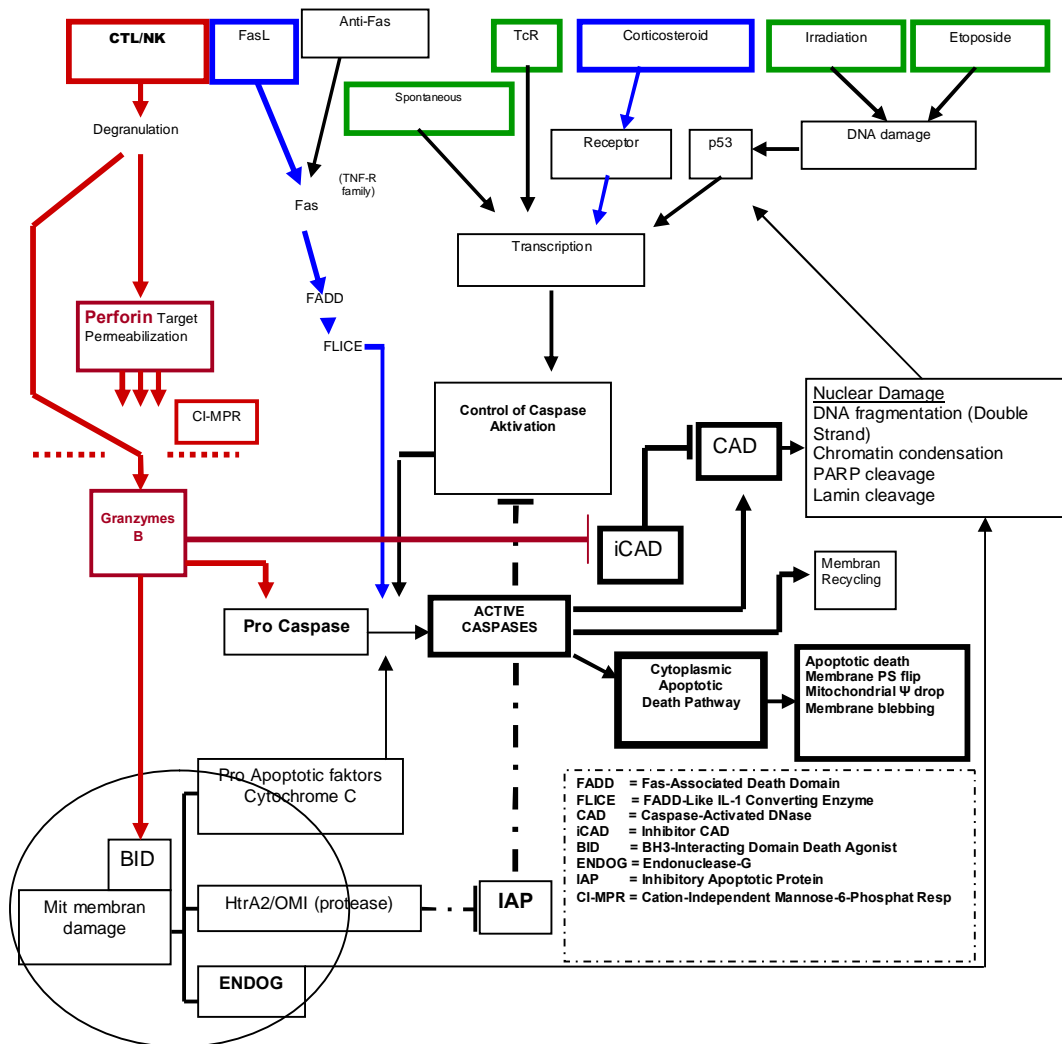 CTL/NK
FasL
Anti-Fas
TcR
Corticosteroid
Irradiation
Etoposide
Spontaneous
Degranulation
Receptor
p53
DNA damage
(TNF-R
family)
Fas
Transcription
FADD
Perforin Target
Permeabilization
FLICE
CI-MPR
Control of Caspase
Aktivation
CAD
Nuclear Damage
DNA fragmentation (Double
Strand)
Chromatin condensation
PARP cleavage
Lamin cleavage
Granzymes
B
iCAD
Membran
Recycling
Pro Caspase
ACTIVE
CASPASES
Cytoplasmic
Apoptotic
Death Pathway
Apoptotic death
Membrane PS flip
Mitochondrial Ψ drop
Membrane blebbing
Pro Apoptotic faktors
Cytochrome C
BID
Mit membran
damage
HtrA2/OMI (protease)
IAP
ENDOG
FADD = Fas-Associated Death Domain
FLICE = FADD-Like IL-1 Converting Enzyme
CAD = Caspase-Activated DNase
iCAD = Inhibitor CAD
BID = BH3-Interacting Domain Death Agonist
ENDOG = Endonuclease-G
IAP = Inhibitory Apoptotic Protein
CI-MPR = Cation-Independent Mannose-6-Phosphat Resp